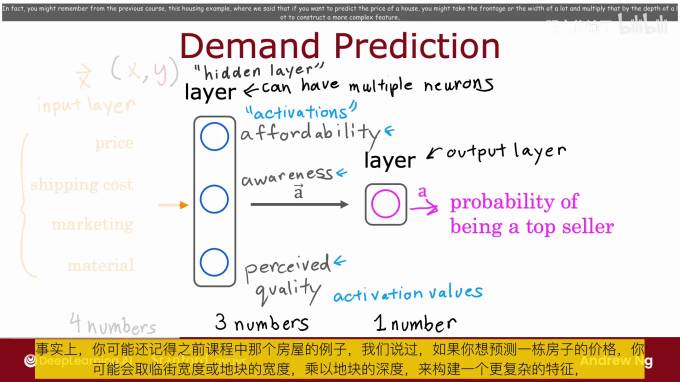 In fact, you might remember from the previous course, this housing example, where we said that if you want to predict the price of a house, you might take the frontage or the width of a lot and multiply that by the depth of a l
ot to construct a more complex feature.
bilibili
Demand Prediction
x⃗ (x, y)
"hidden layer"
layer ← can have multiple neurons
input layer
"activations"
price
affordability
layer ← output layer
shipping cost
awareness
a⃗
a
probability of
being a top seller
marketing
material
perceived
quality
activation values
4 numbers
3 numbers
1 number
DeepLearning.AI
Stanford
Andrew Ng
事实上，你可能还记得之前课程中那个房屋的例子，我们说过，如果你想预测一栋房子的价格，你
可能会取临街宽度或地块的宽度，乘以地块的深度，来构建一个更复杂的特征，